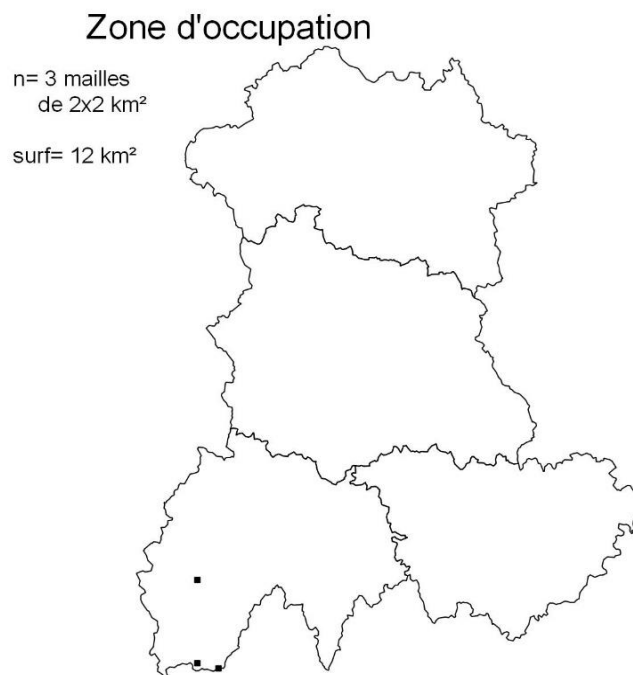 Zone d'occupation
n= 3 mailles
de 2x2 km²
surf= 12 km²